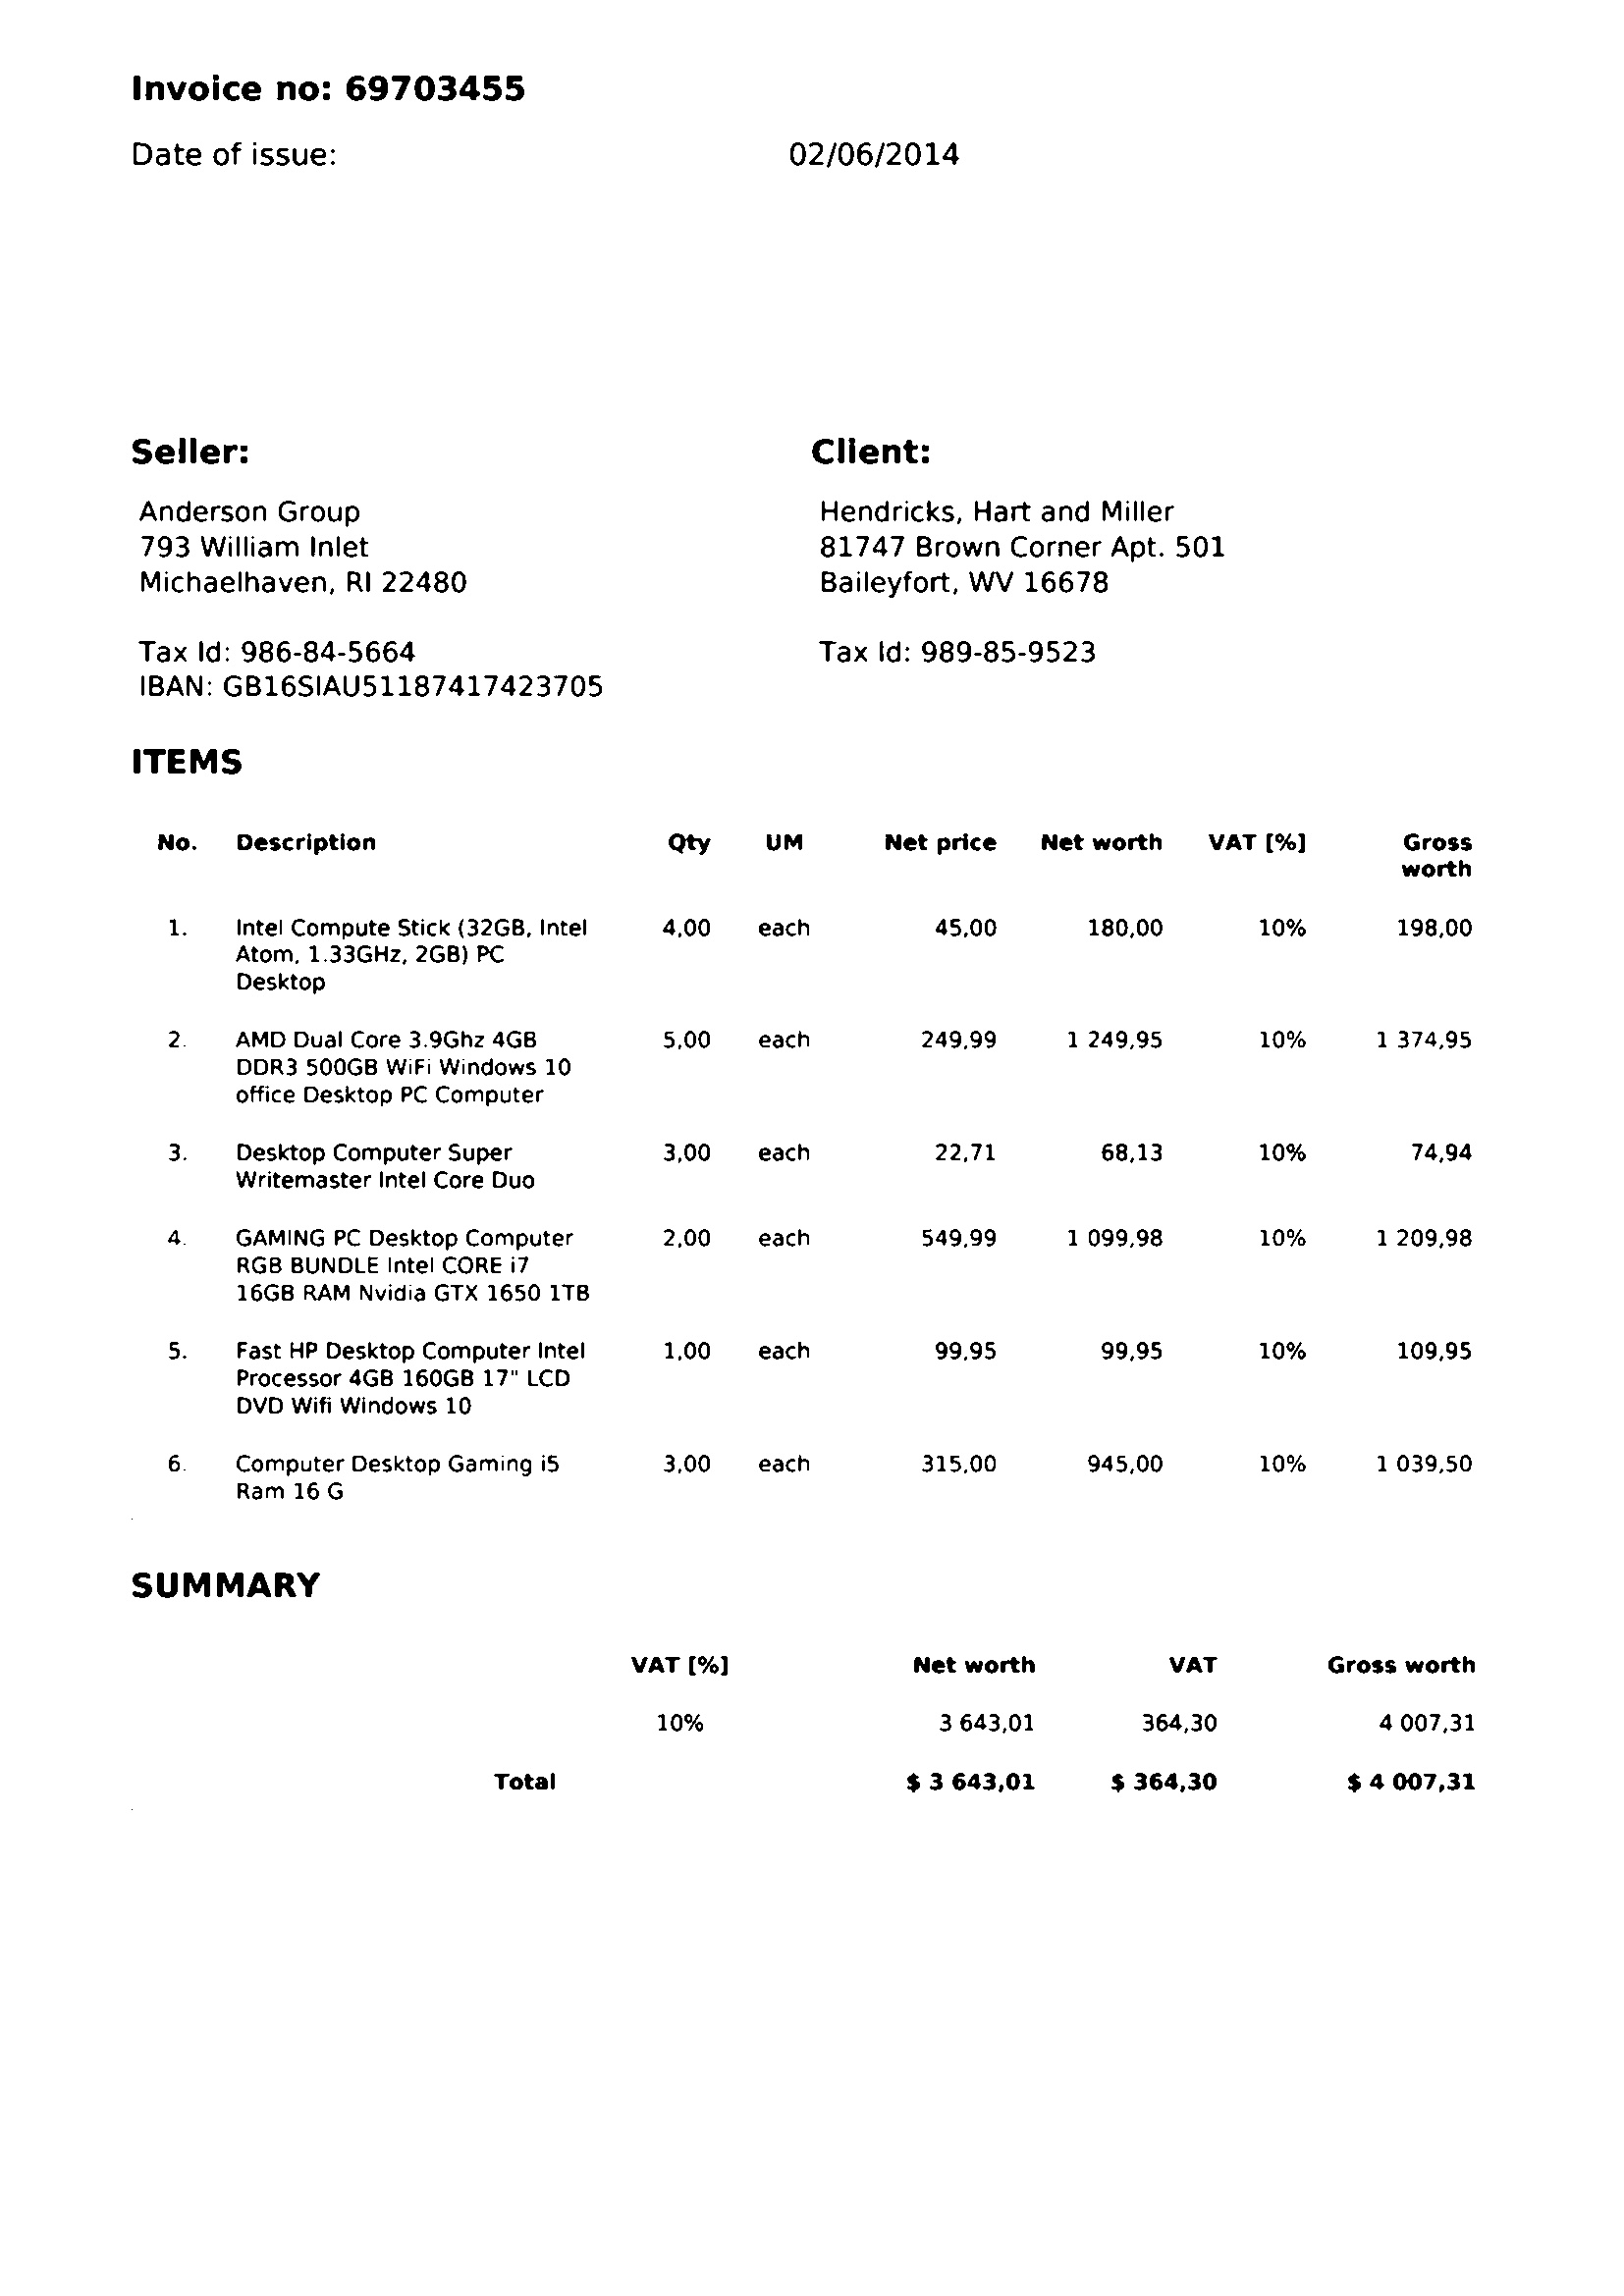 Invoice no: 69703455
Date of issue: 02/06/2014
Seller: Client:
Anderson Group Hendricks, Hart and Miller
793 William Inlet 81747 Brown Corner Apt. 501
Michaelhaven, RI 22480 Baileyfort, WV 16678
Tax Id: 986-84-5664 Tax Id: 989-85-9523
IBAN: GB16SIAU51187417423705
ITEMS
No. Description Qty UM Net price Net worth VAT [%] Gross
worth
1. Intel Compute Stick (32GB, Intel 4,00 each 45,00 180,00 10% 198,00
Atom, 1.33GHz, 2GB) PC
Desktop
2. AMD Dual Core 3.9Ghz 4GB 5,00 each 249,99 1 249,95 10% 1 374,95
DDR3 500GB WiFi Windows 10
office Desktop PC Computer
3. Desktop Computer Super 3,00 each 22,71 68,13 10% 74,94
Writemaster Intel Core Duo
4. GAMING PC Desktop Computer 2,00 each 549,99 1 099,98 10% 1 209,98
RGB BUNDLE Intel CORE i7
16GB RAM Nvidia GTX 1650 1TB
5. Fast HP Desktop Computer Intel 1,00 each 99,95 99,95 10% 109,95
Processor 4GB 160GB 17" LCD
DVD Wifi Windows 10
6. Computer Desktop Gaming i5 3,00 each 315,00 945,00 10% 1 039,50
Ram 16 G
SUMMARY
VAT [%] Net worth VAT Gross worth
10% 3 643,01 364,30 4 007,31
Total $ 3 643,01 $ 364,30 $ 4 007,31